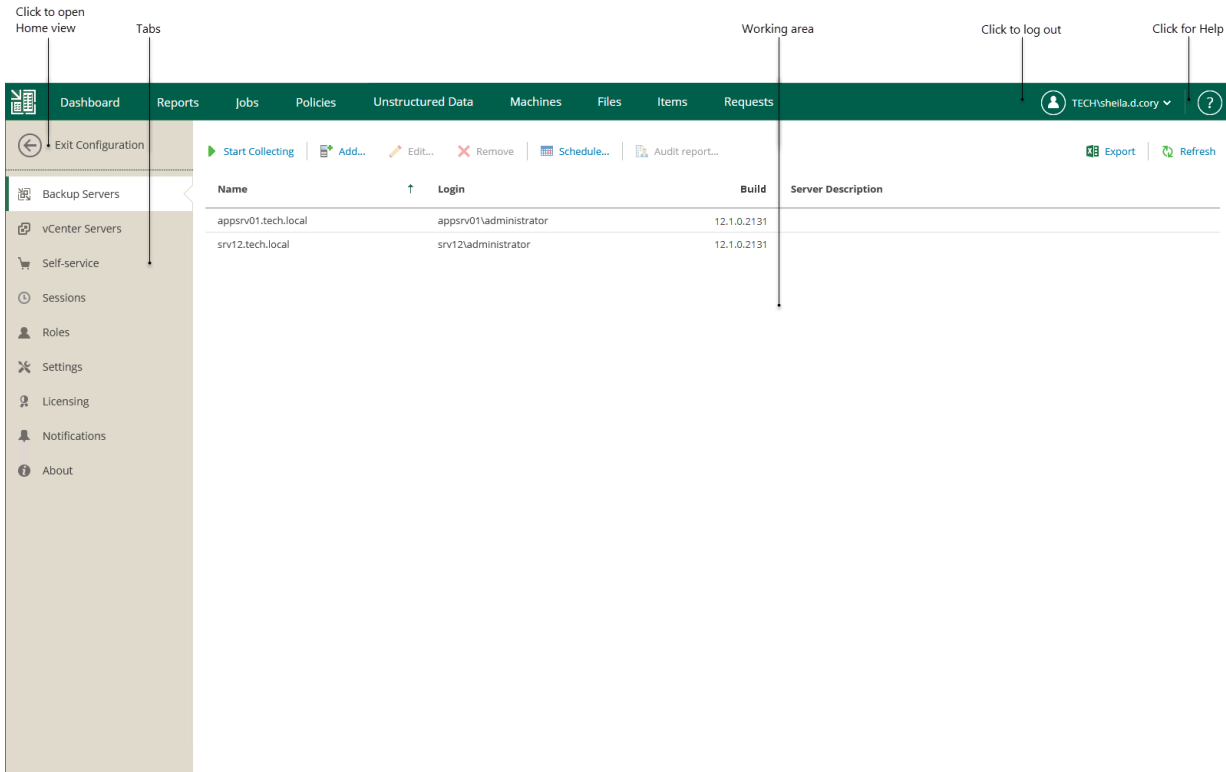 Click to open
Home view
Tabs
Working area
Click to log out
Click for Help
Dashboard Reports Jobs Policies Unstructured Data Machines Files Items Requests TECH\sheila.d.cory ?
Exit Configuration
Start Collecting Add... Edit... Remove Schedule... Audit report... Export Refresh
Backup Servers
vCenter Servers
Self-service
Sessions
Roles
Settings
Licensing
Notifications
About
Name ↑ Login Build Server Description
appsrv01.tech.local appsrv01\administrator 12.1.0.2131
srv12.tech.local srv12\administrator 12.1.0.2131